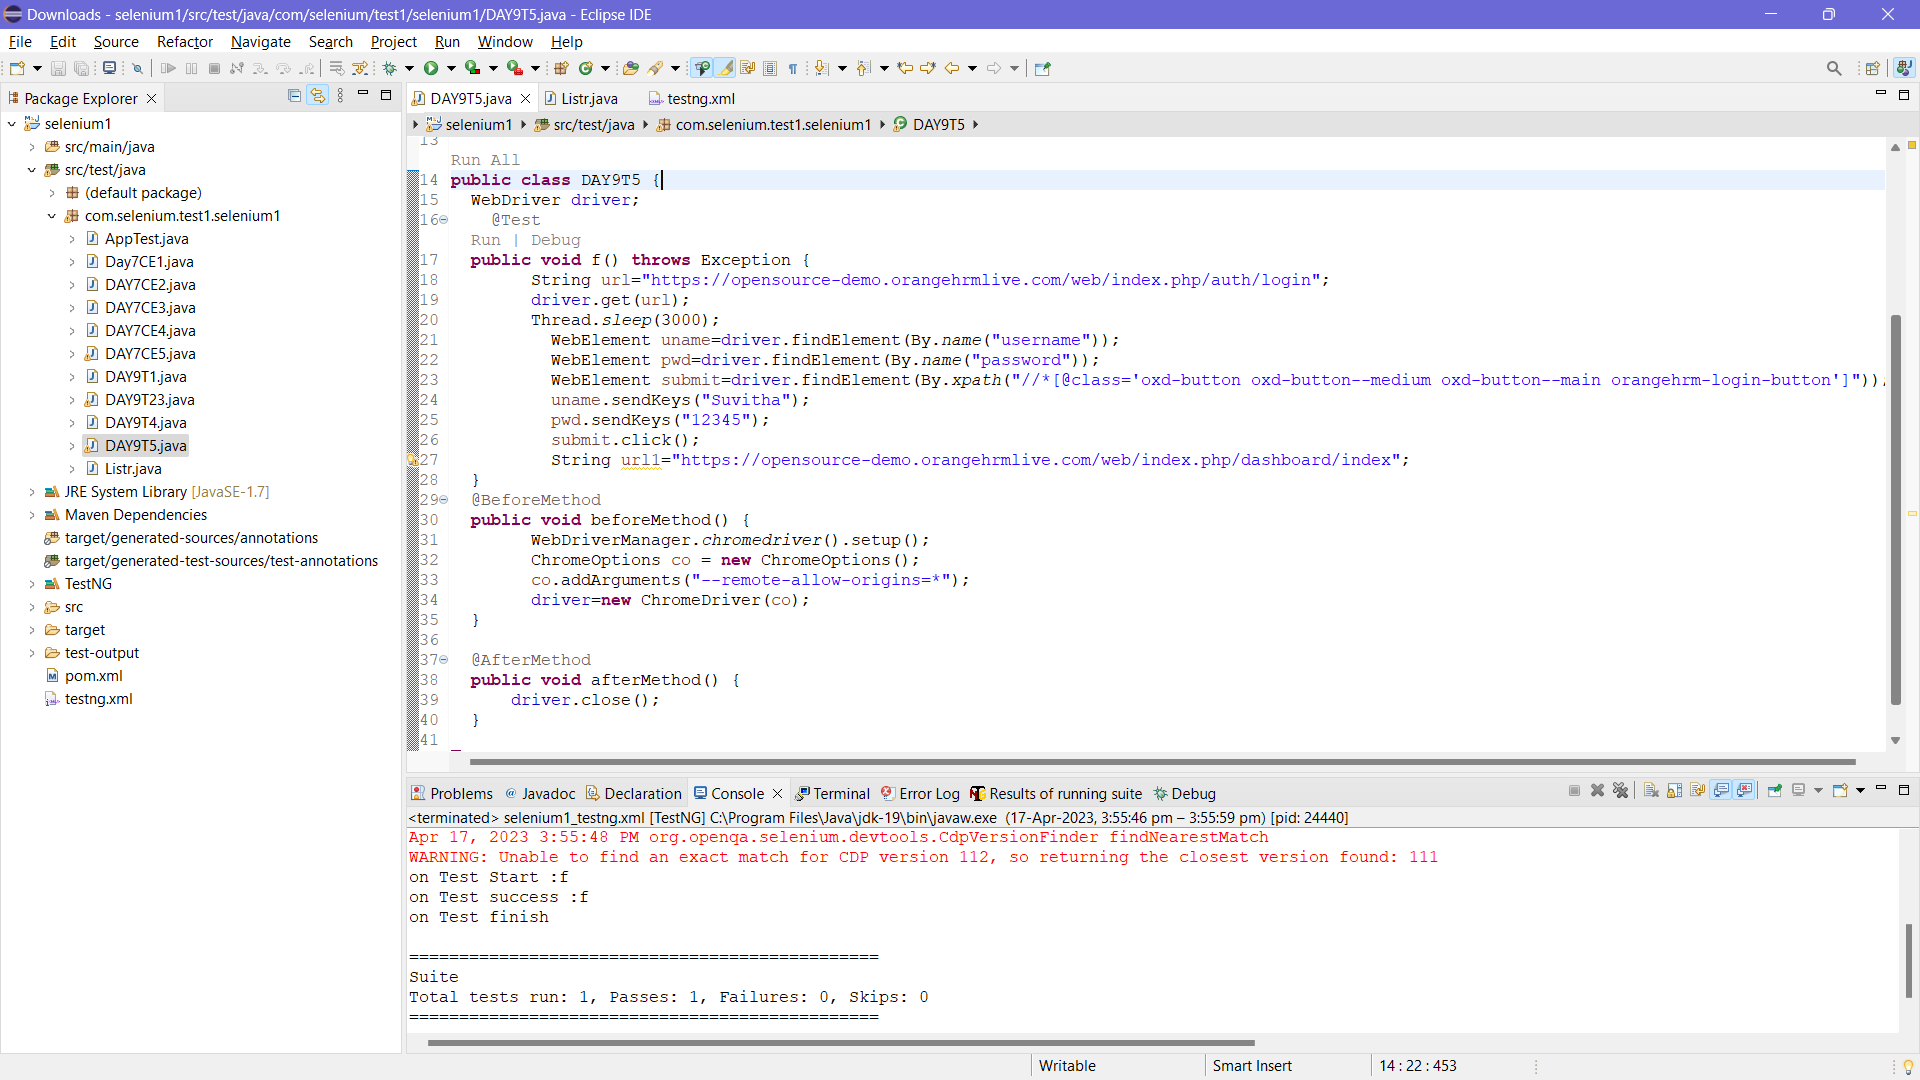 Downloads - selenium1/src/test/java/com/selenium/test1/selenium1/DAY9T5.java - Eclipse IDE
File Edit Source Refactor Navigate Search Project Run Window Help
Package Explorer
selenium1
src/main/java
src/test/java
(default package)
com.selenium.test1.selenium1
AppTest.java
Day7CE1.java
DAY7CE2.java
DAY7CE3.java
DAY7CE4.java
DAY7CE5.java
DAY9T1.java
DAY9T23.java
DAY9T4.java
DAY9T5.java
Listr.java
JRE System Library [JavaSE-1.7]
Maven Dependencies
target/generated-sources/annotations
target/generated-test-sources/test-annotations
TestNG
src
target
test-output
pom.xml
testng.xml
DAY9T5.java Listr.java testng.xml
selenium1 src/test/java com.selenium.test1.selenium1 DAY9T5
13
Run All
14 public class DAY9T5 {
15 WebDriver driver;
16 @Test
Run | Debug
17 public void f() throws Exception {
18 String url="https://opensource-demo.orangehrmlive.com/web/index.php/auth/login";
19 driver.get(url);
20 Thread.sleep(3000);
21 WebElement uname=driver.findElement(By.name("username"));
22 WebElement pwd=driver.findElement(By.name("password"));
23 WebElement submit=driver.findElement(By.xpath("//*[@class='oxd-button oxd-button--medium oxd-button--main orangehrm-login-button']"));
24 uname.sendKeys("Suvitha");
25 pwd.sendKeys("12345");
26 submit.click();
27 String url1="https://opensource-demo.orangehrmlive.com/web/index.php/dashboard/index";
28 }
29 @BeforeMethod
30 public void beforeMethod() {
31 WebDriverManager.chromedriver().setup();
32 ChromeOptions co = new ChromeOptions();
33 co.addArguments("--remote-allow-origins=*");
34 driver=new ChromeDriver(co);
35 }
36
37 @AfterMethod
38 public void afterMethod() {
39 driver.close();
40 }
41
Problems Javadoc Declaration Console Terminal Error Log Results of running suite Debug
<terminated> selenium1_testng.xml [TestNG] C:\Program Files\Java\jdk-19\bin\javaw.exe (17-Apr-2023, 3:55:46 pm – 3:55:59 pm) [pid: 24440]
Apr 17, 2023 3:55:48 PM org.openqa.selenium.devtools.CdpVersionFinder findNearestMatch
WARNING: Unable to find an exact match for CDP version 112, so returning the closest version found: 111
on Test Start :f
on Test success :f
on Test finish
===============================================
Suite
Total tests run: 1, Passes: 1, Failures: 0, Skips: 0
===============================================
Writable Smart Insert 14 : 22 : 453